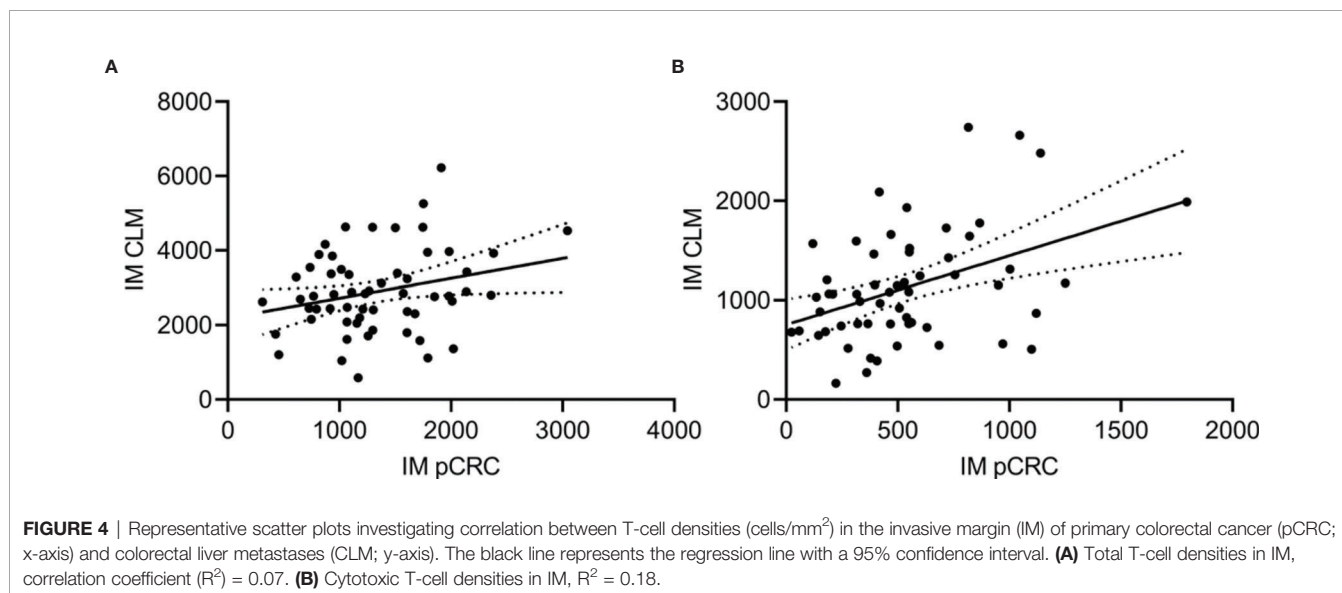 A
B
8000
6000
4000
2000
0
IM CLM
0 1000 2000 3000 4000
IM pCRC
3000
2000
1000
0
IM CLM
0 500 1000 1500 2000
IM pCRC
FIGURE 4 | Representative scatter plots investigating correlation between T-cell densities (cells/mm²) in the invasive margin (IM) of primary colorectal cancer (pCRC;
x-axis) and colorectal liver metastases (CLM; y-axis). The black line represents the regression line with a 95% confidence interval. (A) Total T-cell densities in IM,
correlation coefficient (R²) = 0.07. (B) Cytotoxic T-cell densities in IM, R² = 0.18.